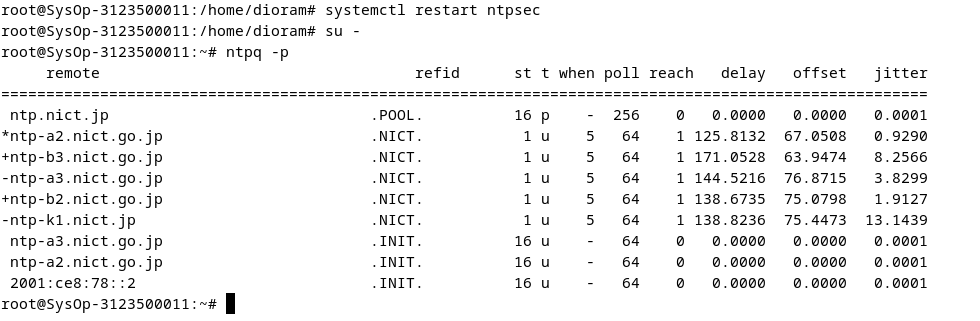 root@SysOp-3123500011:/home/dioram# systemctl restart ntpsec
root@SysOp-3123500011:/home/dioram# su -
root@SysOp-3123500011:~# ntpq -p
     remote                                   refid      st t when poll reach   delay   offset   jitter
=======================================================================================================
 ntp.nict.jp                             .POOL.          16 p    -  256     0   0.0000   0.0000   0.0001
*ntp-a2.nict.go.jp                       .NICT.           1 u    5   64     1 125.8132  67.0508   0.9290
+ntp-b3.nict.go.jp                       .NICT.           1 u    5   64     1 171.0528  63.9474   8.2566
-ntp-a3.nict.go.jp                       .NICT.           1 u    5   64     1 144.5216  76.8715   3.8299
+ntp-b2.nict.go.jp                       .NICT.           1 u    5   64     1 138.6735  75.0798   1.9127
-ntp-k1.nict.jp                          .NICT.           1 u    5   64     1 138.8236  75.4473  13.1439
 ntp-a3.nict.go.jp                       .INIT.          16 u    -   64     0   0.0000   0.0000   0.0001
 ntp-a2.nict.go.jp                       .INIT.          16 u    -   64     0   0.0000   0.0000   0.0001
 2001:ce8:78::2                          .INIT.          16 u    -   64     0   0.0000   0.0000   0.0001
root@SysOp-3123500011:~#